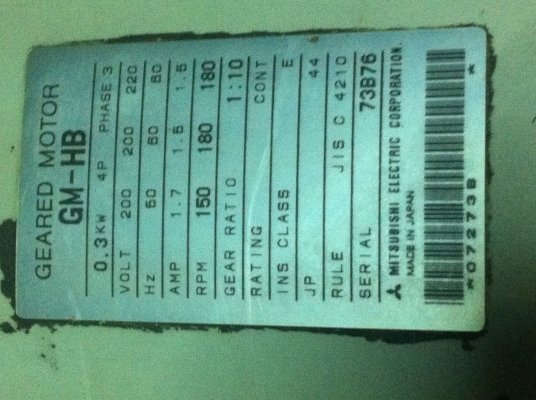 GEARED MOTOR
GM-HB
0.3KW 4P PHASE 3
VOLT 200 200 220
Hz 50 60 60
AMP 1.7 1.5 1.5
RPM 150 180 180
GEAR RATIO 1:10
RATING CONT
INS CLASS E
JP 44
RULE JIS C 4210
SERIAL 73B76
MITSUBISHI ELECTRIC CORPORATION.
MADE IN JAPAN
*07273B *